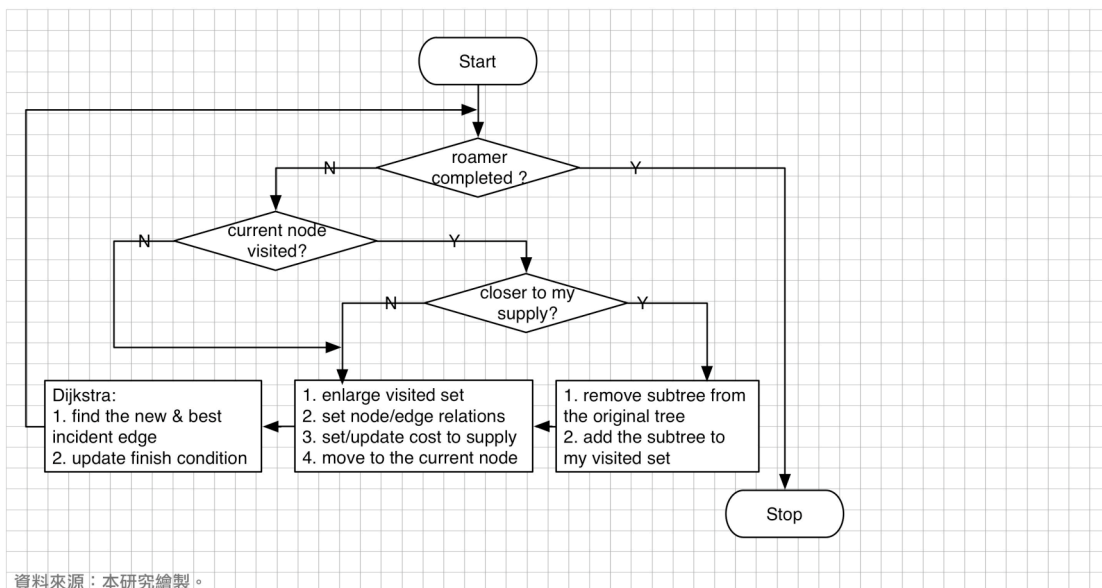 Start
roamer
completed ?
N
Y
current node
visited?
N
Y
closer to my
supply?
N
Y
Dijkstra:
1. find the new & best
incident edge
2. update finish condition
1. enlarge visited set
2. set node/edge relations
3. set/update cost to supply
4. move to the current node
1. remove subtree from
the original tree
2. add the subtree to
my visited set
Stop
資料來源：本研究繪製。